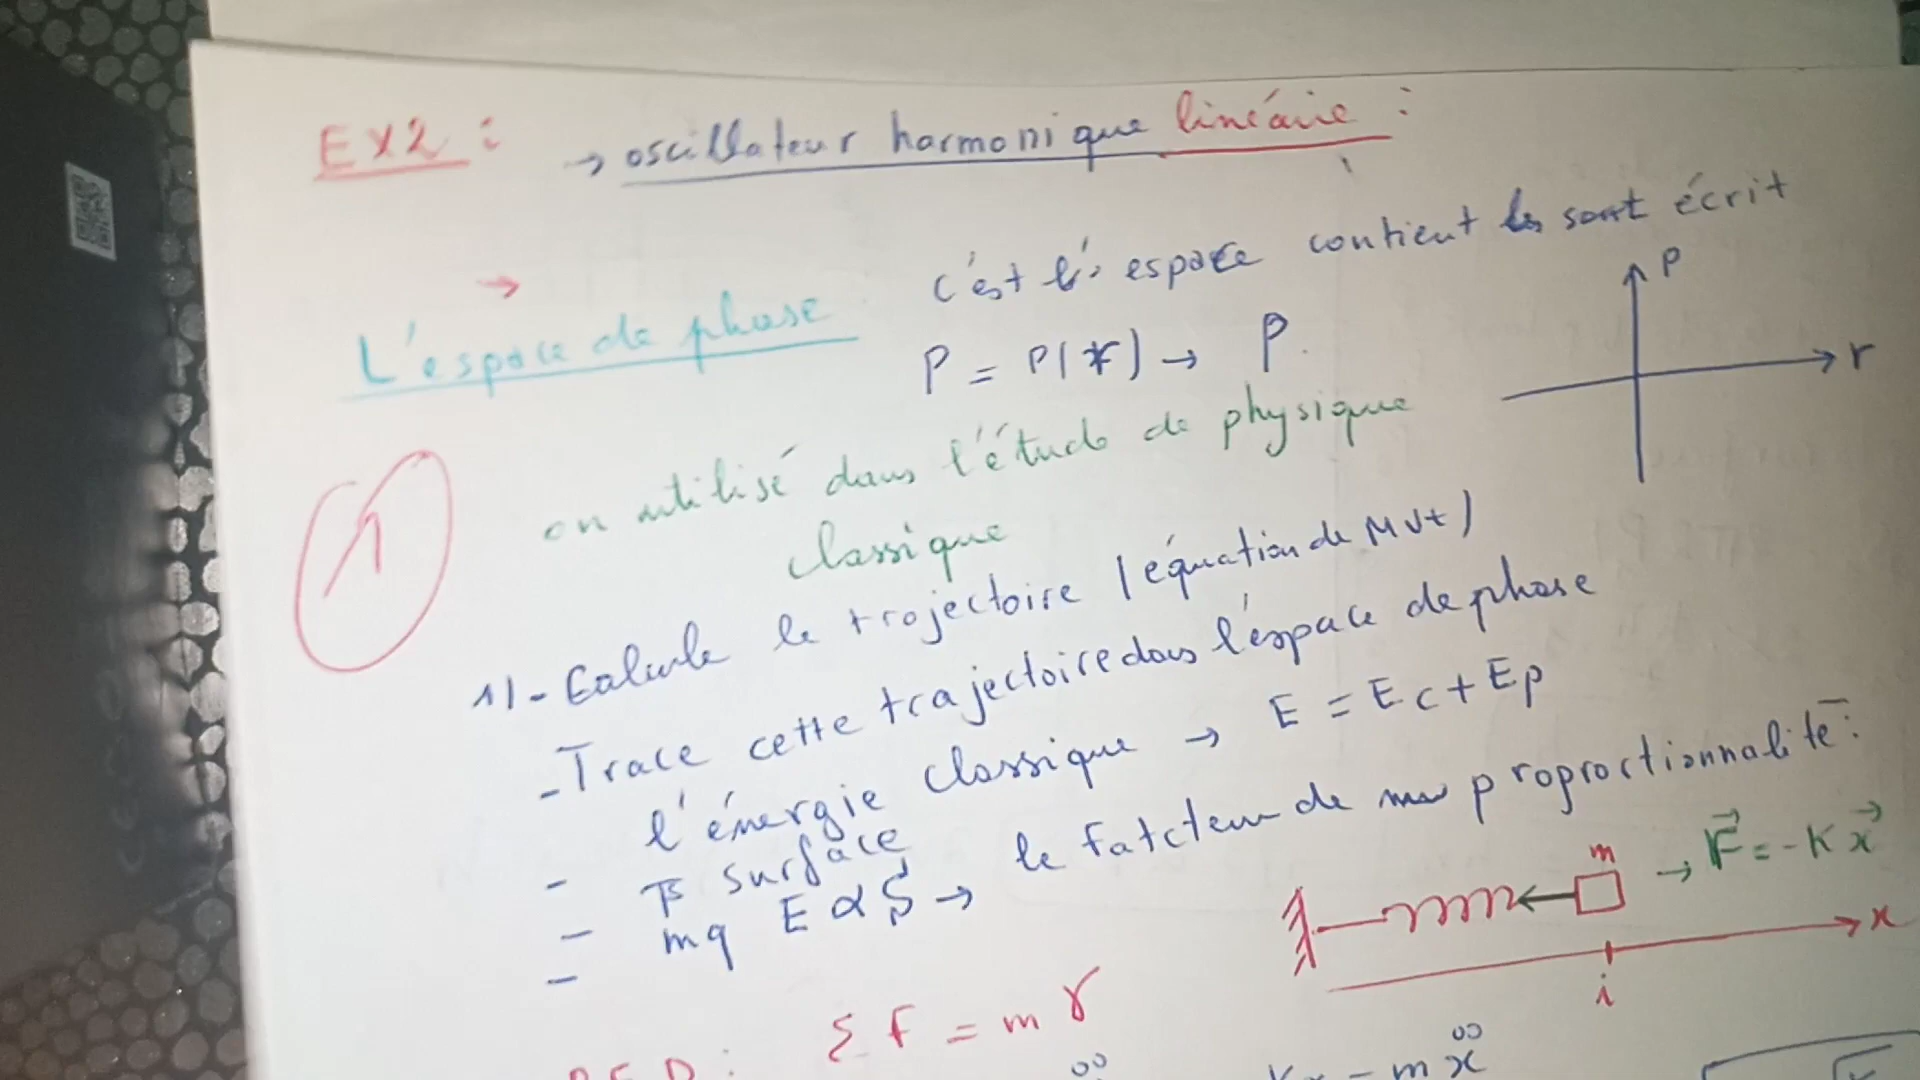 EX2 : → oscillateur harmonique linéaire :
→ L'espace de phase c'est l'espace contient les sont écrit
P = P(r) → P.
P
r
on utilisé dans l'étude de physique
classique
1
1) - Calcule le trajectoire (équation de MVt)
- Trace cette trajectoire dans l'espace de phase
l'énergie classique → E = Ec + Ep
- surface
- mq E α S → le fatcteur de proproctionnalité :
-
m
→ F = - K x
x
i
Σ F = m γ
R F D :
Kx = m x